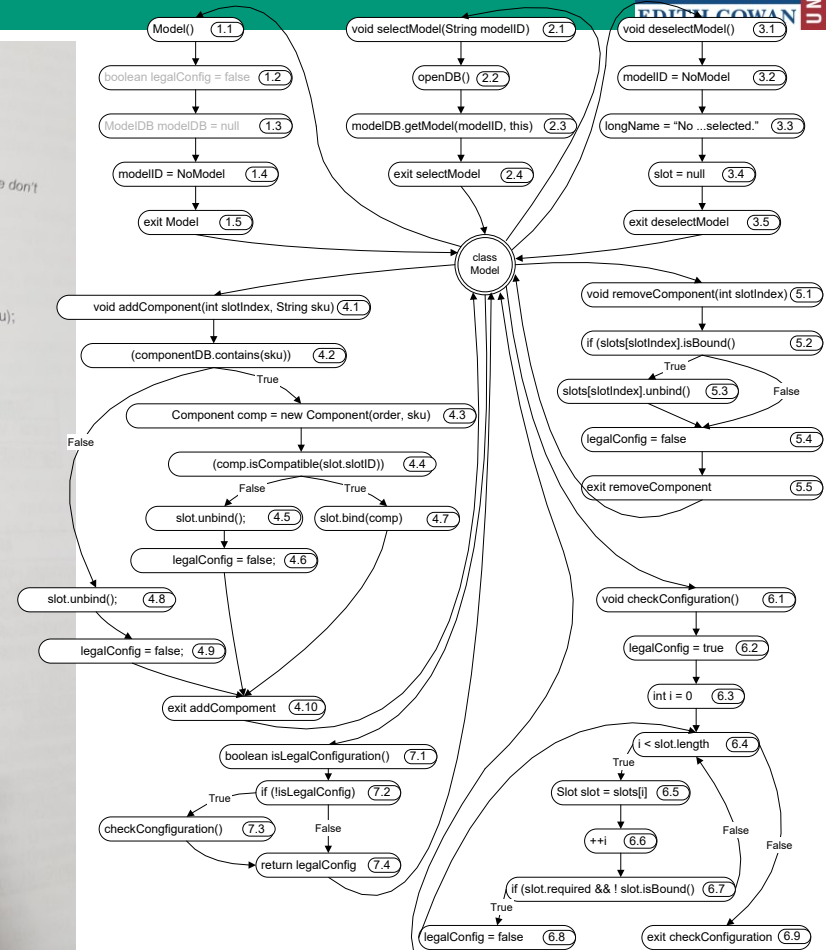 EDITH COWAN
UN
e don't
u);
Model() 1.1
boolean legalConfig = false 1.2
ModelDB modelDB = null 1.3
modelID = NoModel 1.4
exit Model 1.5
void selectModel(String modelID) 2.1
openDB() 2.2
modelDB.getModel(modelID, this) 2.3
exit selectModel 2.4
void deselectModel() 3.1
modelID = NoModel 3.2
longName = “No ...selected.” 3.3
slot = null 3.4
exit deselectModel 3.5
class
Model
void addComponent(int slotIndex, String sku) 4.1
(componentDB.contains(sku)) 4.2
True
False
Component comp = new Component(order, sku) 4.3
(comp.isCompatible(slot.slotID)) 4.4
False
True
slot.unbind(); 4.5
slot.bind(comp) 4.7
legalConfig = false; 4.6
slot.unbind(); 4.8
legalConfig = false; 4.9
exit addCompoment 4.10
void removeComponent(int slotIndex) 5.1
if (slots[slotIndex].isBound() 5.2
True
False
slots[slotIndex].unbind() 5.3
legalConfig = false 5.4
exit removeComponent 5.5
void checkConfiguration() 6.1
legalConfig = true 6.2
int i = 0 6.3
i < slot.length 6.4
True
Slot slot = slots[i] 6.5
++i 6.6
False
False
if (slot.required && ! slot.isBound() 6.7
True
legalConfig = false 6.8
exit checkConfiguration 6.9
boolean isLegalConfiguration() 7.1
if (!isLegalConfig) 7.2
True
False
checkCongfiguration() 7.3
return legalConfig 7.4